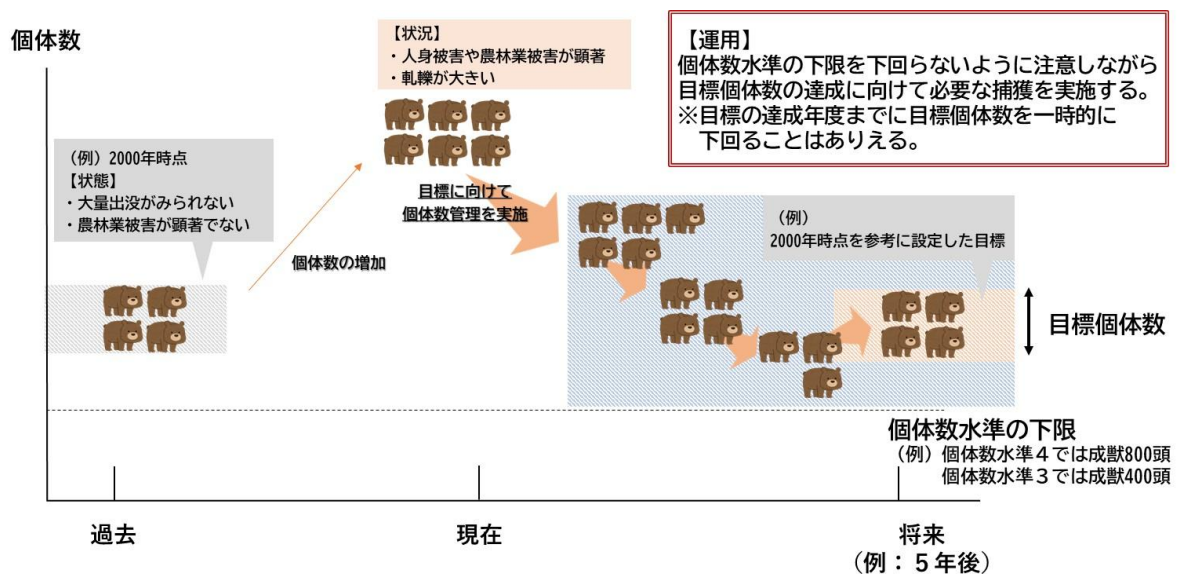 個体数
【状況】
・人身被害や農林業被害が顕著
・軋轢が大きい
【運用】
個体数水準の下限を下回らないように注意しながら
目標個体数の達成に向けて必要な捕獲を実施する。
※目標の達成年度までに目標個体数を一時的に
下回ることはありえる。
（例）2000年時点
【状態】
・大量出没がみられない
・農林業被害が顕著でない
目標に向けて
個体数管理を実施
個体数の増加
（例）
2000年時点を参考に設定した目標
目標個体数
個体数水準の下限
（例）個体数水準４では成獣800頭
個体数水準３では成獣400頭
過去
現在
将来
（例：５年後）